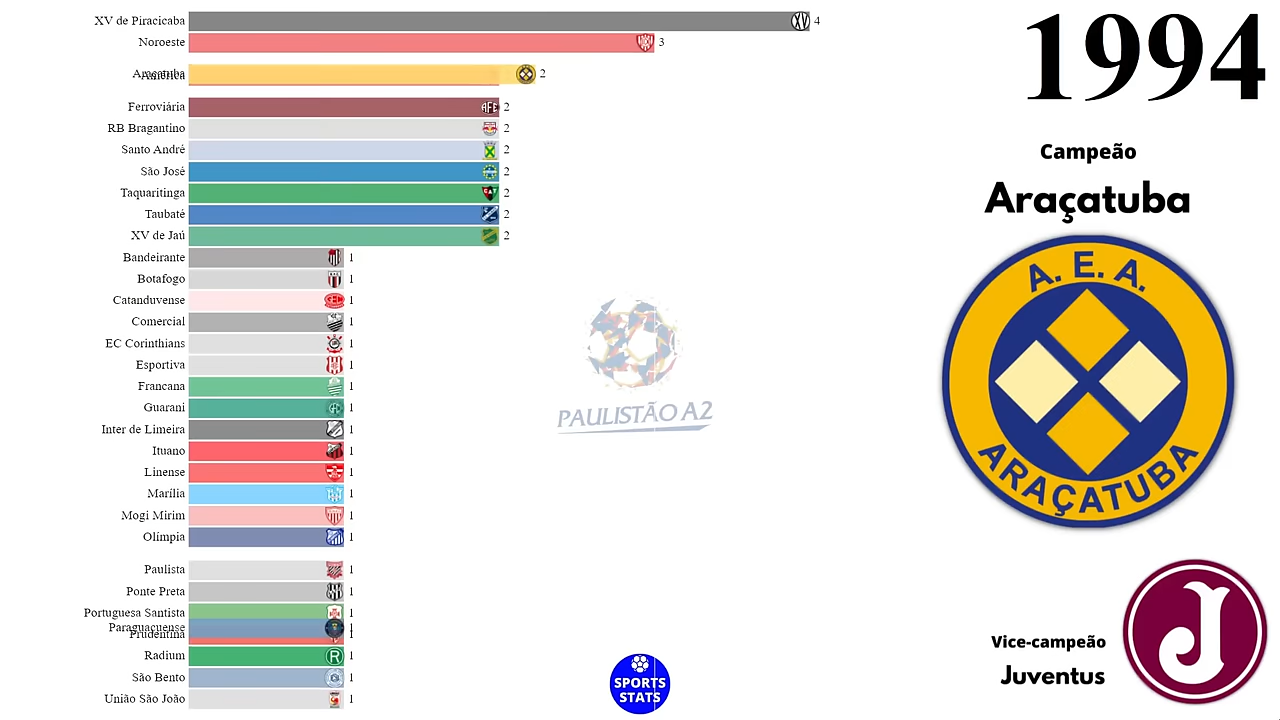 XV de Piracicaba 4
Noroeste 3
Araçatuba 2
América
Ferroviária 2
RB Bragantino 2
Santo André 2
São José 2
Taquaritinga 2
Taubaté 2
XV de Jaú 2
Bandeirante 1
Botafogo 1
Catanduvense 1
Comercial 1
EC Corinthians 1
Esportiva 1
Francana 1
Guarani 1
Inter de Limeira 1
Ituano 1
Linense 1
Marília 1
Mogi Mirim 1
Olímpia 1
Paulista 1
Ponte Preta 1
Portuguesa Santista 1
Paraguaçuense
Prudentina 1
Radium 1
São Bento 1
União São João 1
PAULISTÃO A2
SPORTS
STATS
1994
Campeão
Araçatuba
A. E. A.
ARAÇATUBA
Vice-campeão
Juventus
J